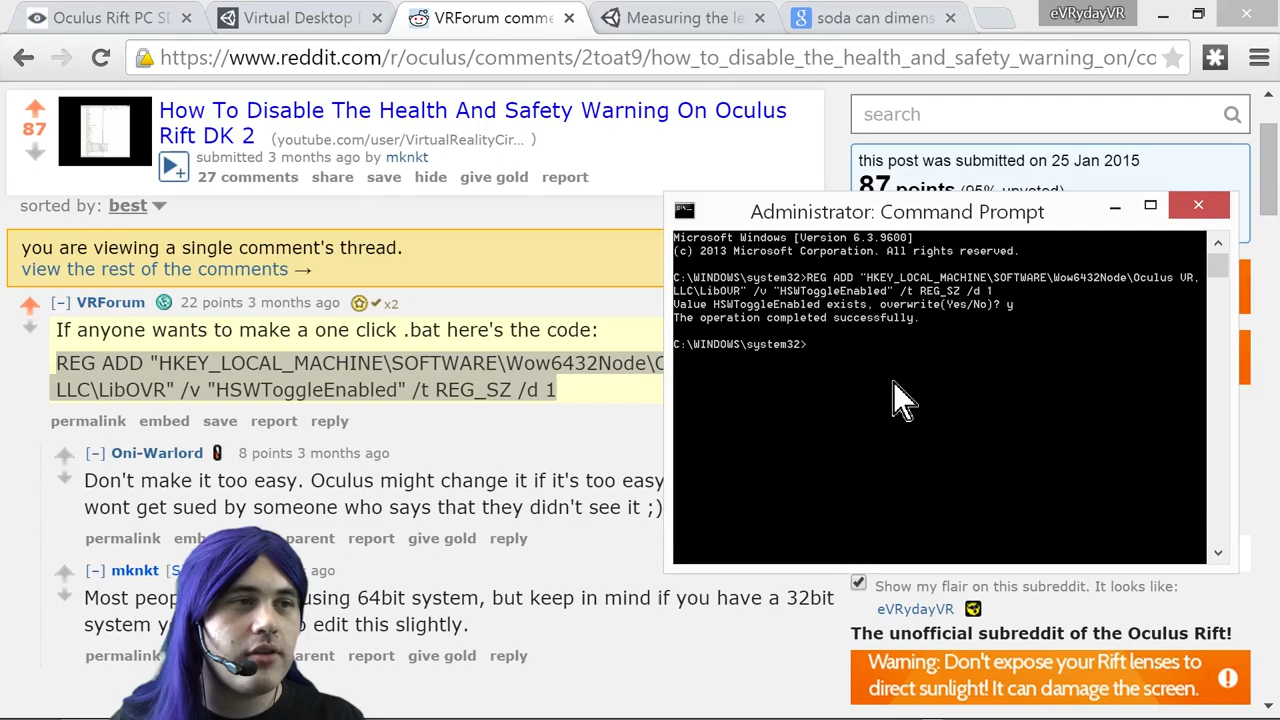 Oculus Rift PC SD
Virtual Desktop
VRForum comme
Measuring the le
soda can dimens
eVRydayVR
https://www.reddit.com/r/oculus/comments/2toat9/how_to_disable_the_health_and_safety_warning_on/co
87
How To Disable The Health And Safety Warning On Oculus
Rift DK 2 (youtube.com/user/VirtualRealityCir... )
submitted 3 months ago by mknkt
27 comments share save hide give gold report
search
this post was submitted on 25 Jan 2015
87 points (95% upvoted)
sorted by: best
you are viewing a single comment's thread.
view the rest of the comments →
[–] VRForum 22 points 3 months ago x2
If anyone wants to make a one click .bat here's the code:
REG ADD "HKEY_LOCAL_MACHINE\SOFTWARE\Wow6432Node\O
LLC\LibOVR" /v "HSWToggleEnabled" /t REG_SZ /d 1
permalink embed save report give gold reply
[–] Oni-Warlord 8 points 3 months ago
Don't make it too easy. Oculus might change it if it's too easy
wont get sued by someone who says that they didn't see it ;)
permalink emb parent report give gold reply
[–] mknkt [S ago
Most peop using 64bit system, but keep in mind if you have a 32bit
system y o edit this slightly.
permalink parent report give gold reply
Administrator: Command Prompt
Microsoft Windows [Version 6.3.9600]
(c) 2013 Microsoft Corporation. All rights reserved.
C:\WINDOWS\system32>REG ADD "HKEY_LOCAL_MACHINE\SOFTWARE\Wow6432Node\Oculus VR,
LLC\LibOVR" /v "HSWToggleEnabled" /t REG_SZ /d 1
Value HSWToggleEnabled exists, overwrite(Yes/No)? y
The operation completed successfully.
C:\WINDOWS\system32>
Show my flair on this subreddit. It looks like:
eVRydayVR
The unofficial subreddit of the Oculus Rift!
Warning: Don't expose your Rift lenses to
direct sunlight! It can damage the screen.